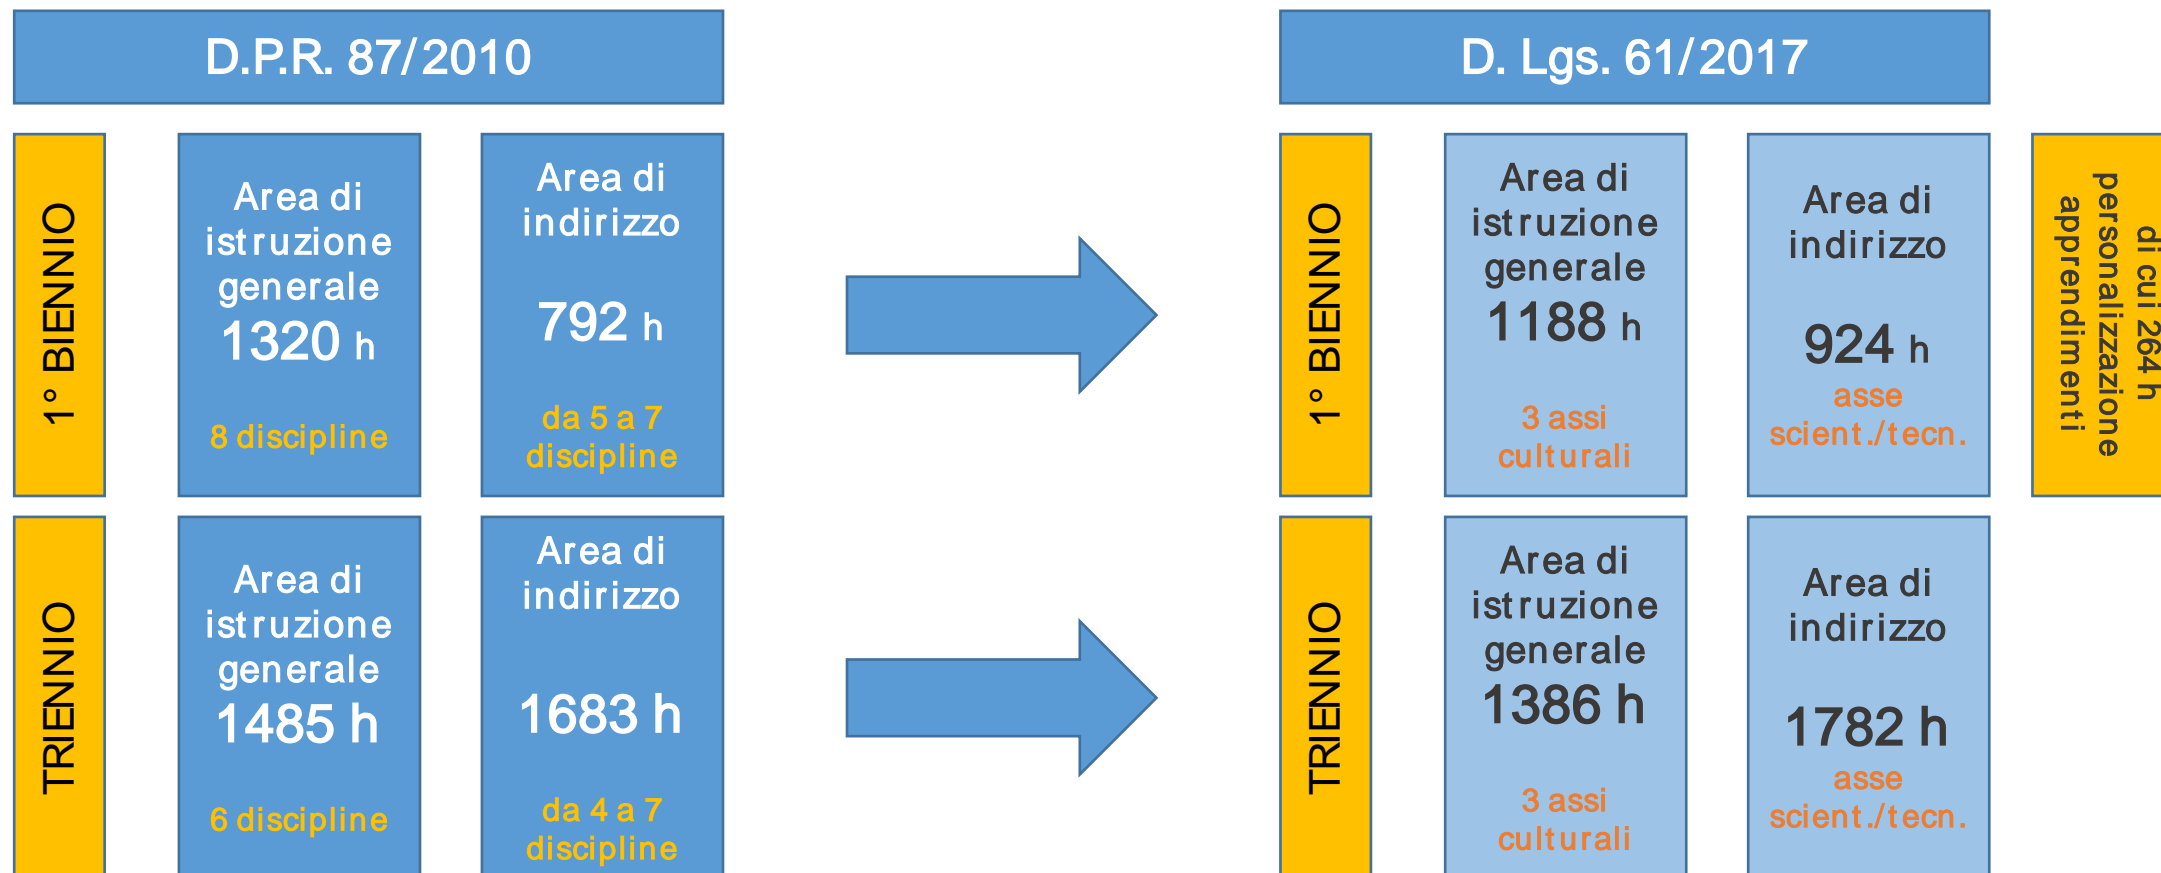 D.P.R. 87/2010
1° BIENNIO
Area di
istruzione
generale
1320 h
8 discipline
Area di
indirizzo
792 h
da 5 a 7
discipline
TRIENNIO
Area di
istruzione
generale
1485 h
6 discipline
Area di
indirizzo
1683 h
da 4 a 7
discipline
D. Lgs. 61/2017
1° BIENNIO
Area di
istruzione
generale
1188 h
3 assi
culturali
Area di
indirizzo
924 h
asse
scient./tecn.
di cui 264 h
personalizzazione
apprendimenti
TRIENNIO
Area di
istruzione
generale
1386 h
3 assi
culturali
Area di
indirizzo
1782 h
asse
scient./tecn.